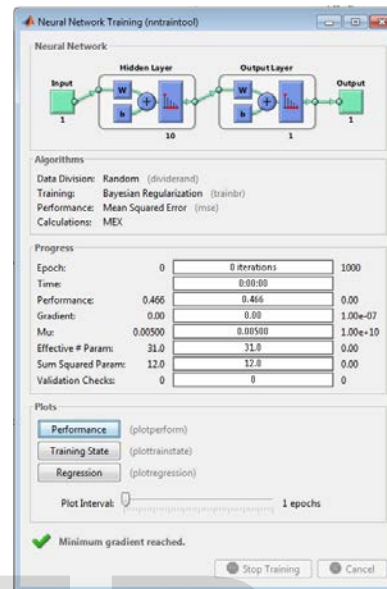 Neural Network Training (nntraintool)
Neural Network
Hidden Layer Output Layer
Input Output
W W
b b
1 1
10 1
Algorithms
Data Division: Random (dividerand)
Training: Bayesian Regularization (trainbr)
Performance: Mean Squared Error (mse)
Calculations: MEX
Progress
Epoch: 0 0 iterations 1000
Time: 0:00:00
Performance: 0.466 0.466 0.00
Gradient: 0.00 0.00 1.00e-07
Mu: 0.00500 0.00500 1.00e+10
Effective # Param: 31.0 31.0 0.00
Sum Squared Param: 12.0 12.0 0.00
Validation Checks: 0 0 0
Plots
Performance (plotperform)
Training State (plottrainstate)
Regression (plotregression)
Plot Interval: 1 epochs
Minimum gradient reached.
Stop Training Cancel